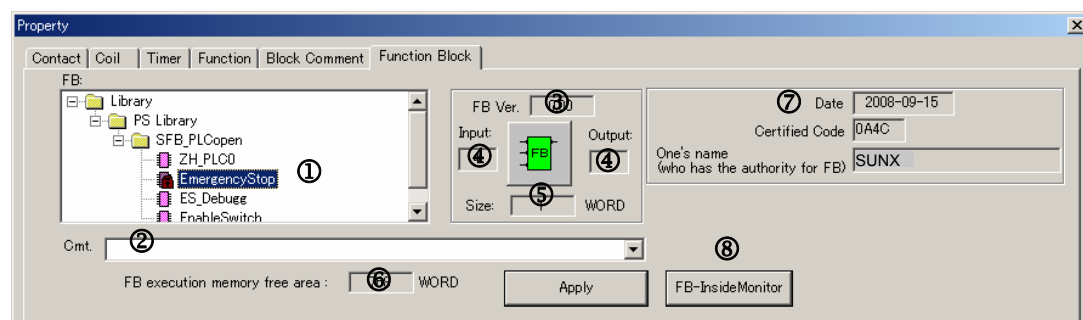 Property
Contact Coil Timer Function Block Comment Function Block
FB:
Library
PS Library
SFB_PLCopen
ZH_PLC0
EmergencyStop
ES_Debugg
EnableSwitch
①
FB Ver. ③
Input: Output:
④ FB ④
Size: ⑤ WORD
⑦ Date 2008-09-15
Certified Code 0A4C
One's name
(who has the authority for FB) SUNX
Cmt. ②
⑧
FB execution memory free area : ⑥ WORD
Apply
FB-InsideMonitor